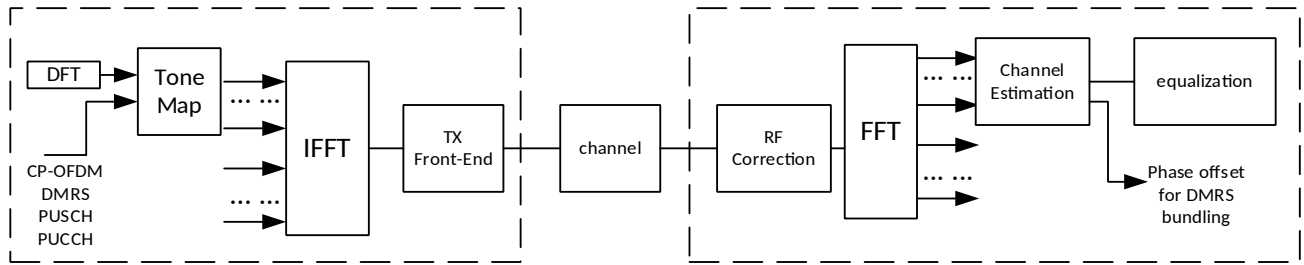 DFT
Tone
Map
... ...
... ...
CP-OFDM
DMRS
PUSCH
PUCCH
IFFT
TX
Front-End
channel
RF
Correction
FFT
... ...
... ...
Channel
Estimation
equalization
Phase offset
for DMRS
bundling